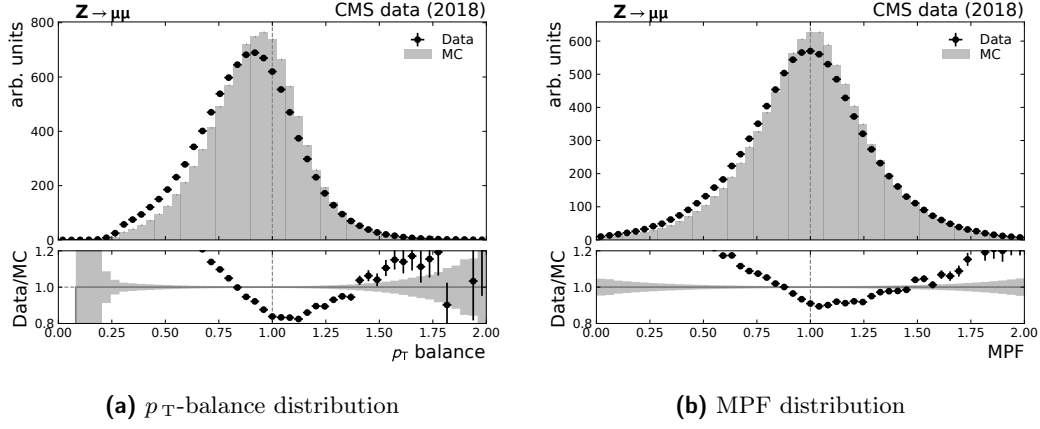 Z → μμ CMS data (2018)
arb. units
800
600
400
200
0
Data
MC
Data/MC
1.2
1.0
0.8
0.00 0.25 0.50 0.75 1.00 1.25 1.50 1.75 2.00
pT balance
(a) pT-balance distribution
Z → μμ CMS data (2018)
arb. units
600
500
400
300
200
100
0
Data
MC
Data/MC
1.2
1.0
0.8
0.00 0.25 0.50 0.75 1.00 1.25 1.50 1.75 2.00
MPF
(b) MPF distribution